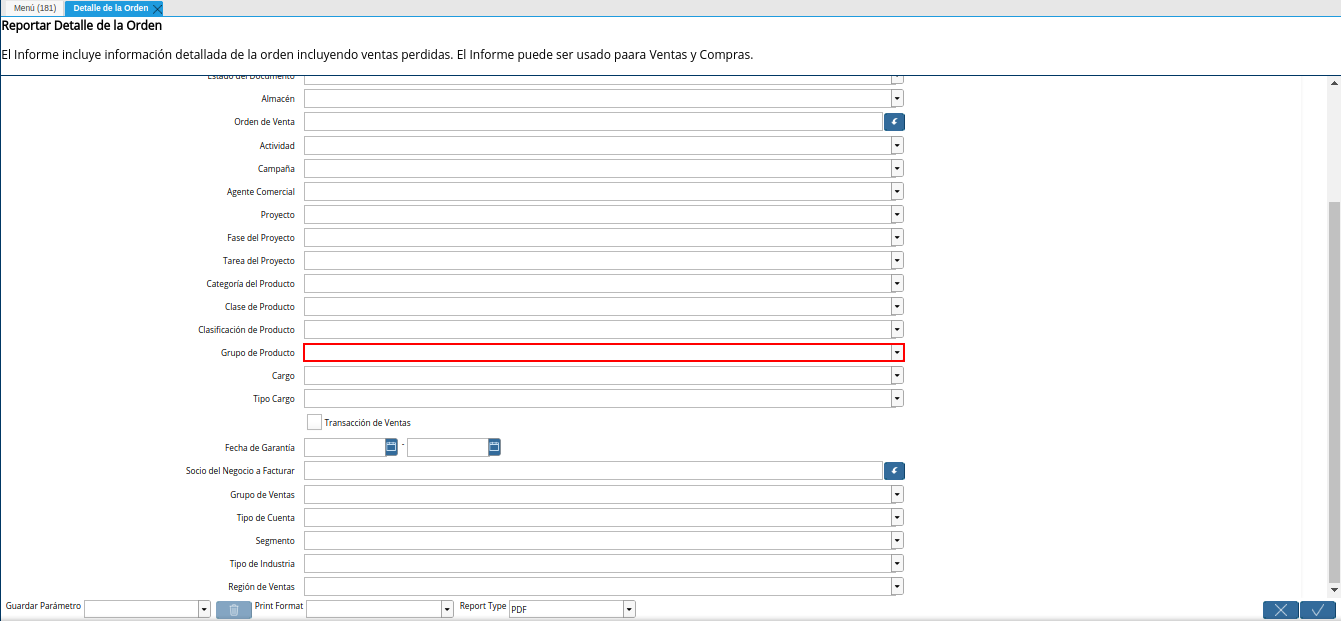 Menú (181)
Detalle de la Orden
Reportar Detalle de la Orden
El Informe incluye información detallada de la orden incluyendo ventas perdidas. El Informe puede ser usado paara Ventas y Compras.
Estado del Documento
Almacén
Orden de Venta
Actividad
Campaña
Agente Comercial
Proyecto
Fase del Proyecto
Tarea del Proyecto
Categoría del Producto
Clase de Producto
Clasificación de Producto
Grupo de Producto
Cargo
Tipo Cargo
Transacción de Ventas
Fecha de Garantía -
Socio del Negocio a Facturar
Grupo de Ventas
Tipo de Cuenta
Segmento
Tipo de Industria
Región de Ventas
Guardar Parámetro Print Format Report Type PDF